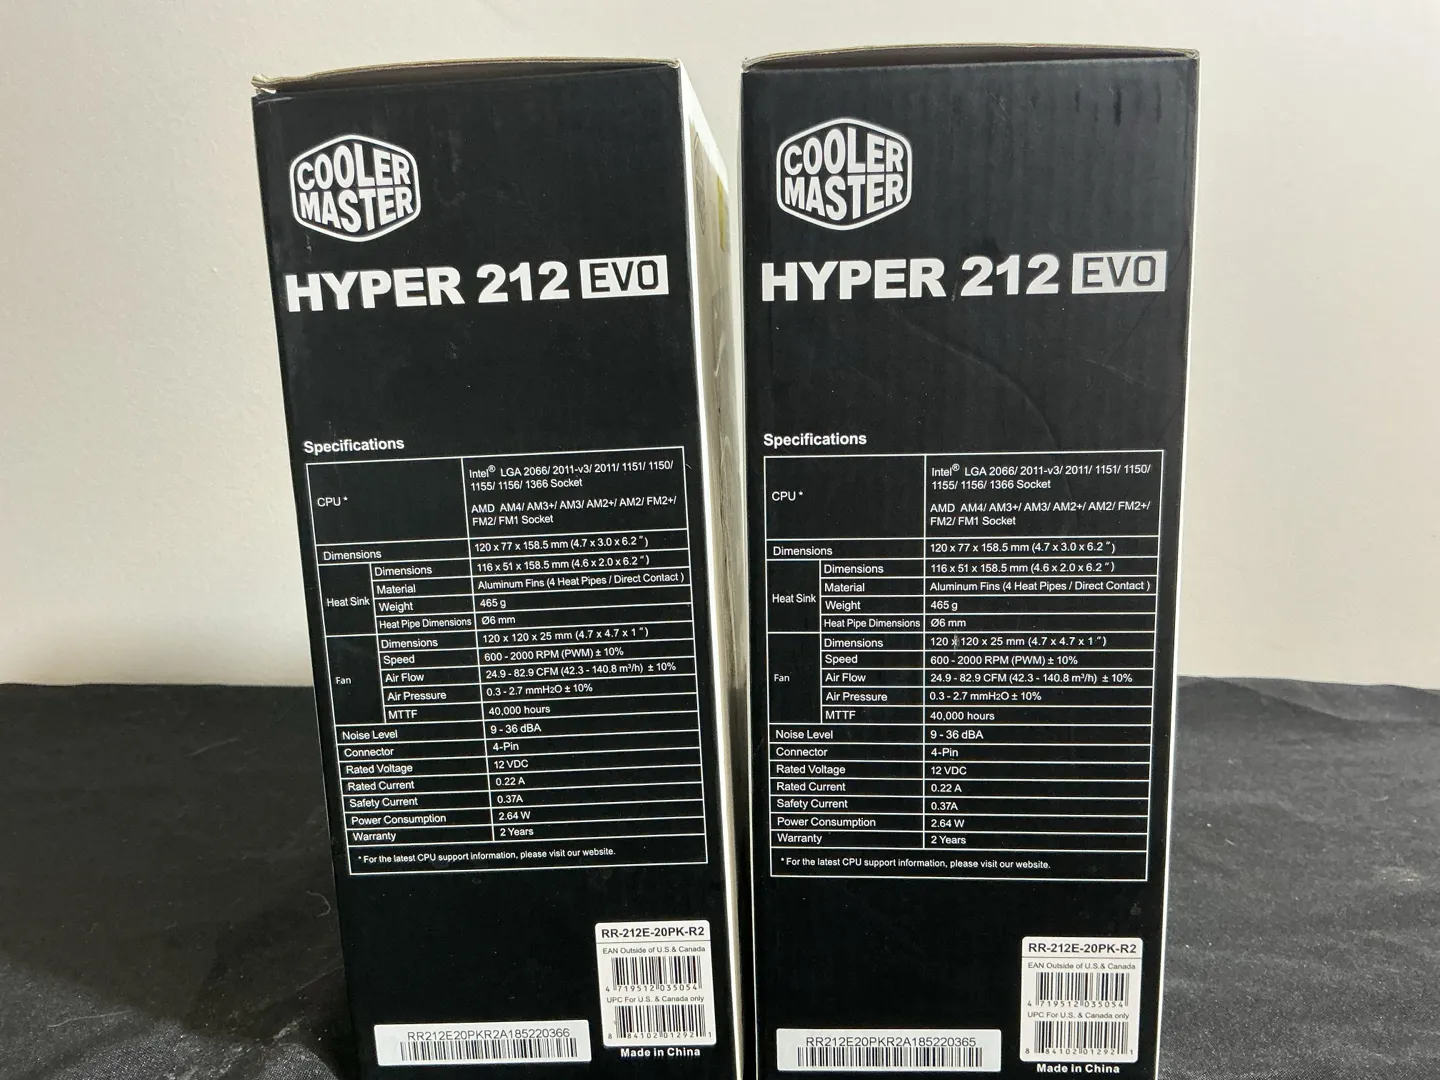 COOLER
MASTER
HYPER 212 EVO
Specifications
CPU *
Intel® LGA 2066/ 2011-v3/ 2011/ 1151/ 1150/
1155/ 1156/ 1366 Socket
AMD AM4/ AM3+/ AM3/ AM2+/ AM2/ FM2+/
FM2/ FM1 Socket
Dimensions 120 x 77 x 158.5 mm (4.7 x 3.0 x 6.2 ")
Heat Sink
Dimensions 116 x 51 x 158.5 mm (4.6 x 2.0 x 6.2 ")
Material Aluminum Fins (4 Heat Pipes / Direct Contact )
Weight 465 g
Heat Pipe Dimensions Ø6 mm
Fan
Dimensions 120 x 120 x 25 mm (4.7 x 4.7 x 1 ")
Speed 600 - 2000 RPM (PWM) ± 10%
Air Flow 24.9 - 82.9 CFM (42.3 - 140.8 m³/h) ± 10%
Air Pressure 0.3 - 2.7 mmH2O ± 10%
MTTF 40,000 hours
Noise Level 9 - 36 dBA
Connector 4-Pin
Rated Voltage 12 VDC
Rated Current 0.22 A
Safety Current 0.37A
Power Consumption 2.64 W
Warranty 2 Years
* For the latest CPU support information, please visit our website.
RR-212E-20PK-R2
EAN Outside of U.S.& Canada
4 719512 035054
UPC For U.S. & Canada only
8 84102 01292 1
Made in China
RR212E20PKR2A185220366
COOLER
MASTER
HYPER 212 EVO
Specifications
CPU *
Intel® LGA 2066/ 2011-v3/ 2011/ 1151/ 1150/
1155/ 1156/ 1366 Socket
AMD AM4/ AM3+/ AM3/ AM2+/ AM2/ FM2+/
FM2/ FM1 Socket
Dimensions 120 x 77 x 158.5 mm (4.7 x 3.0 x 6.2 ")
Heat Sink
Dimensions 116 x 51 x 158.5 mm (4.6 x 2.0 x 6.2 ")
Material Aluminum Fins (4 Heat Pipes / Direct Contact )
Weight 465 g
Heat Pipe Dimensions Ø6 mm
Fan
Dimensions 120 x 120 x 25 mm (4.7 x 4.7 x 1 ")
Speed 600 - 2000 RPM (PWM) ± 10%
Air Flow 24.9 - 82.9 CFM (42.3 - 140.8 m³/h) ± 10%
Air Pressure 0.3 - 2.7 mmH2O ± 10%
MTTF 40,000 hours
Noise Level 9 - 36 dBA
Connector 4-Pin
Rated Voltage 12 VDC
Rated Current 0.22 A
Safety Current 0.37A
Power Consumption 2.64 W
Warranty 2 Years
* For the latest CPU support information, please visit our website.
RR-212E-20PK-R2
EAN Outside of U.S.& Canada
4 719512 035054
UPC For U.S. & Canada only
8 84102 01292 1
Made in China
RR212E20PKR2A185220365